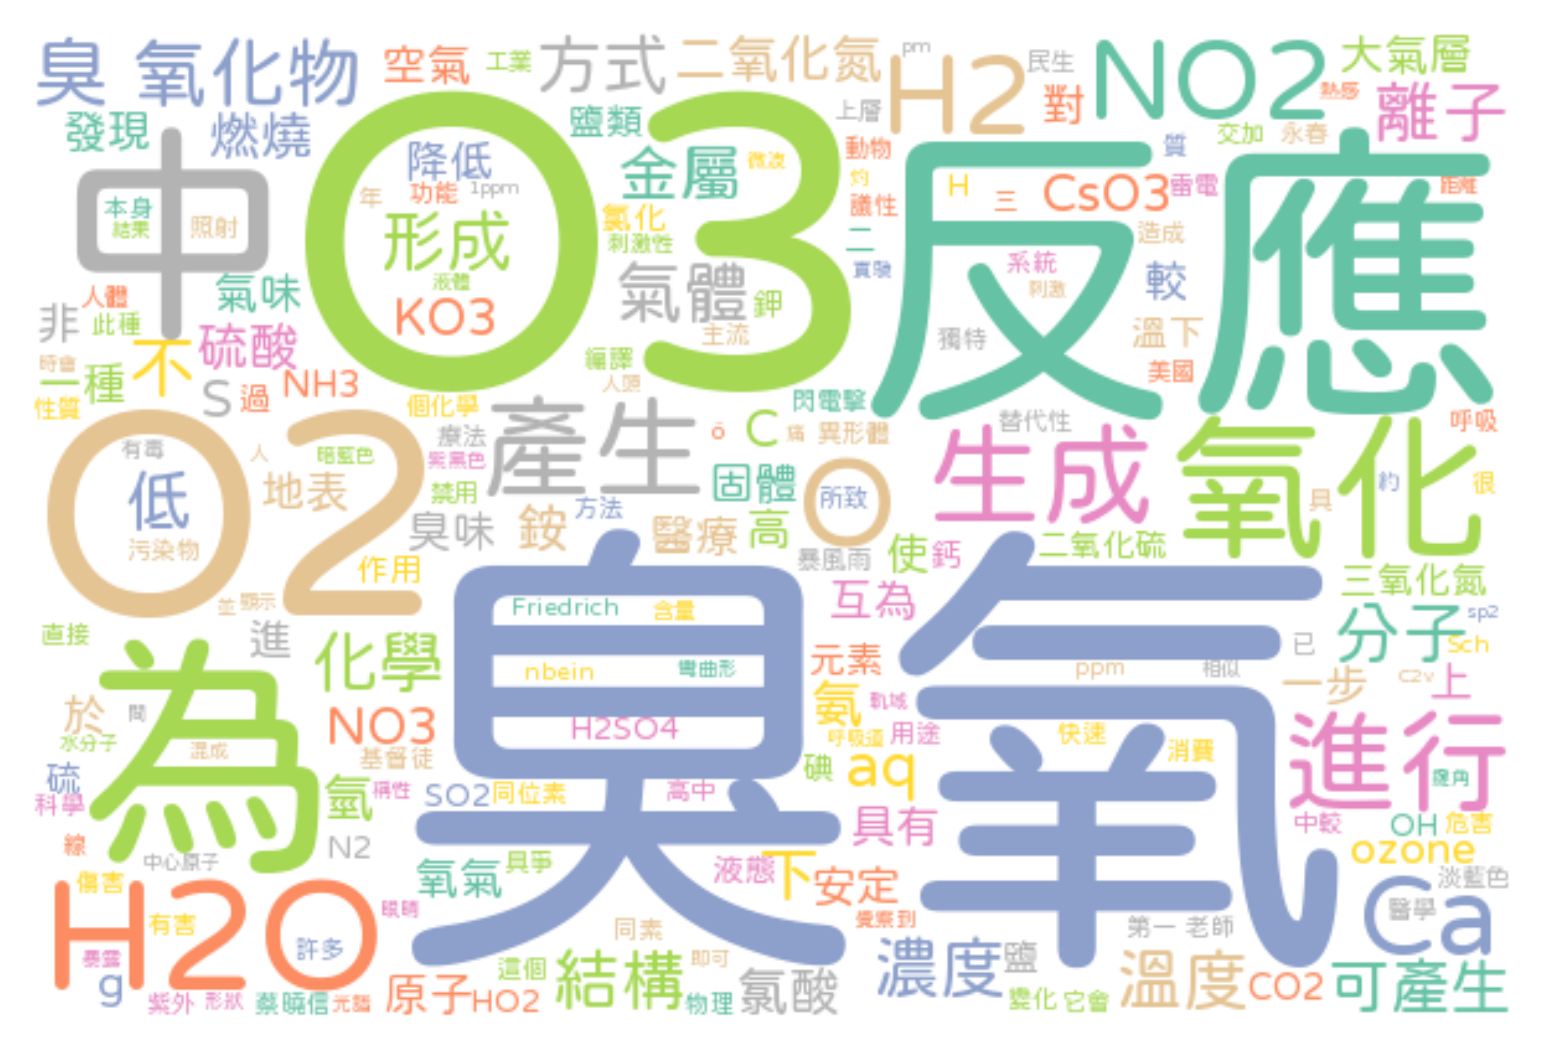 臭 氧化物
空氣
工業
方式
二氧化氮
pm
H2
民生
NO2
大氣層
發現
燃燒
鹽類
上層
對
熱感
離子
中
O3
降低
金屬
微波
動物
反應
質
交加
永春
年
功能
1ppm
灼
H
三
CsO3
雷電
距離
本身
結果
照射
形成
氯化
刺激性
議性
二
造成
液體
實驗
系統
刺激
較
人體
氣味
KO3
氣體
鉀
主流
獨特
溫下
非
此種
硫酸
編譯
美國
時會
一種
不
S
過
NH3
人頭
性質
個化學
閃電擊
替代性
呼吸
O2
有毒
人
暗藍色
療法
紫黑色
產生
ō
C
痛
異形體
生成
氧化
低
地表
禁用
固體
O
所致
具
約
很
污染物
臭味
銨
方法
醫療
高
暴風雨
使
鈣
二氧化硫
作用
三氧化氮
並
顯示
臭氧
Friedrich
含量
互為
分子
sp2
直接
進
為
化學
nbein
彎曲形
元素
ppm
相似
已
Sch
一步
C2v
上
於
間
水分子
NO3
H2SO4
氨
軌域
呼吸道
用途
快速
消費
進行
混成
基督徒
硫
科學
氫
稱性
SO2
同位素
高中
碘
aq
邊角
具有
中較
OH
危害
線
中心原子
N2
ozone
傷害
氧氣
具爭
液態
下
安定
淡藍色
H2O
有害
眼睛
覺察到
Ca
醫學
許多
同素
第一 老師
暴露
g
這個
結構
即可
濃度
鹽
溫度
紫外
形狀
蔡曉信
光譜
原子
HO2
物理
氯酸
變化
它會
CO2
可產生